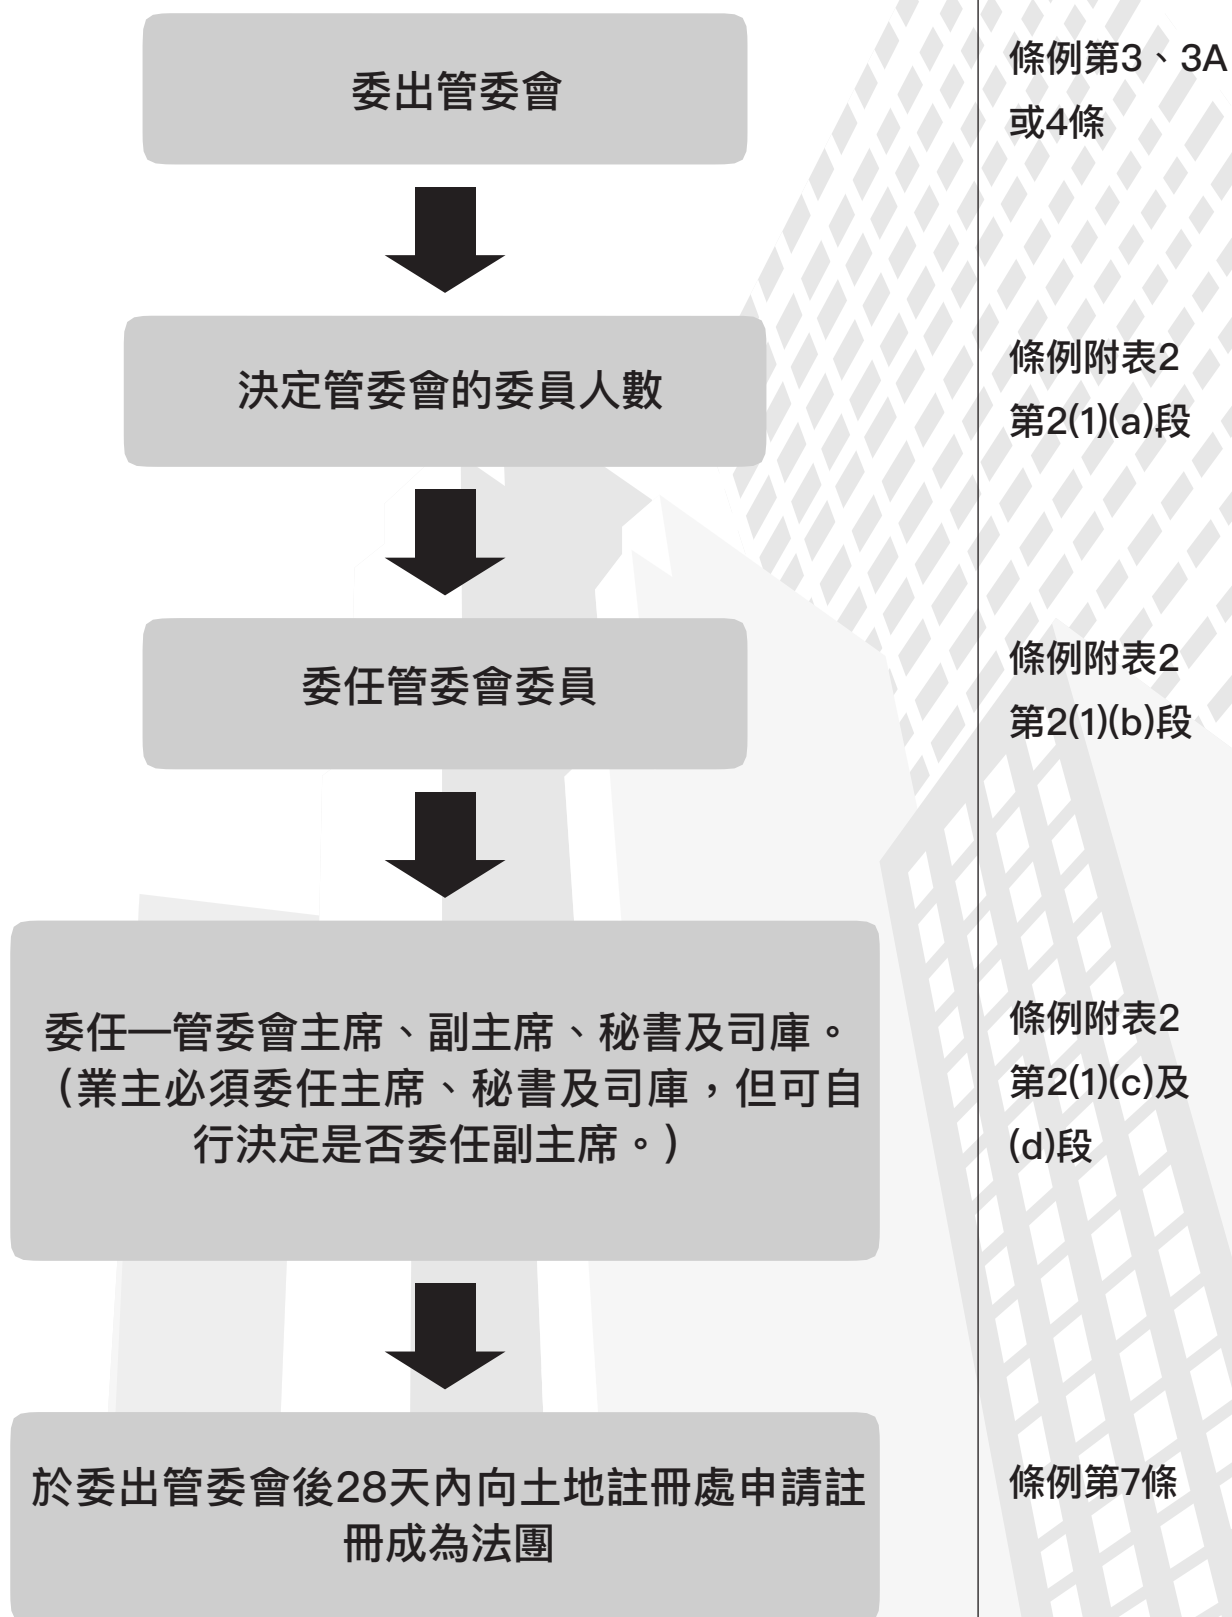 委出管委會
條例第3、3A
或4條
決定管委會的委員人數
條例附表2
第2(1)(a)段
委任管委會委員
條例附表2
第2(1)(b)段
委任—管委會主席、副主席、秘書及司庫。
（業主必須委任主席、秘書及司庫，但可自
行決定是否委任副主席。）
條例附表2
第2(1)(c)及
(d)段
於委出管委會後28天內向土地註冊處申請註
冊成為法團
條例第7條